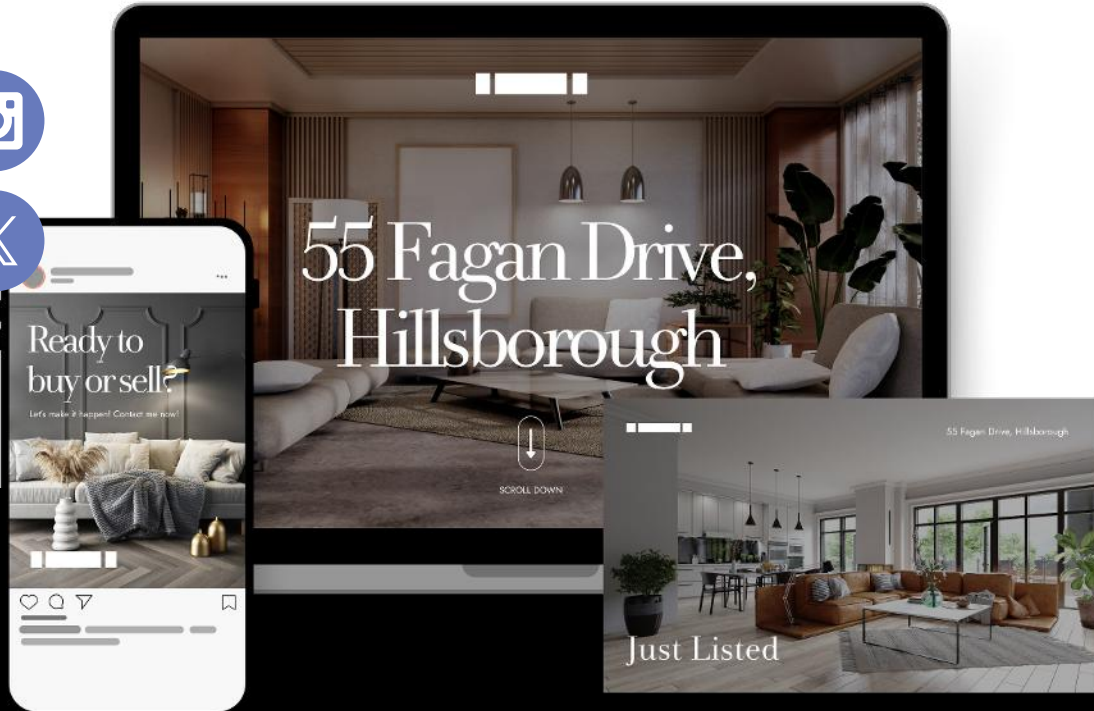 55 Fagan Drive,
Hillsborough
SCROLL DOWN
Ready to
buy or sell?
Let's make it happen! Contact me now!
55 Fagan Drive, Hillsborough
Just Listed